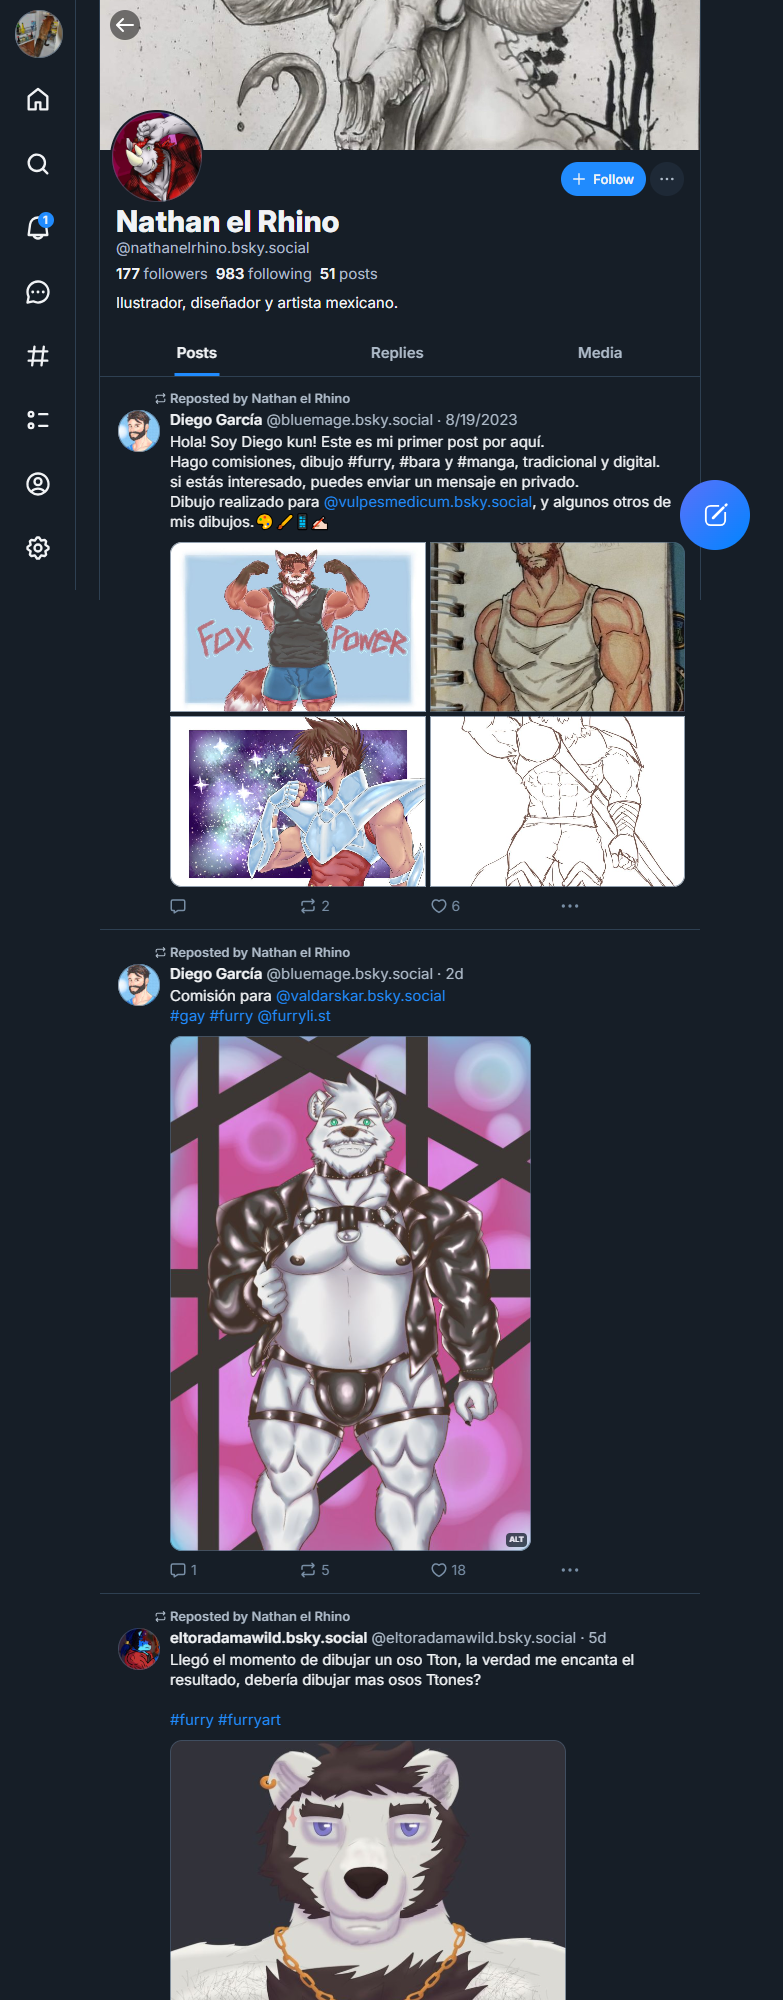 1
Follow
Nathan el Rhino
@nathanelrhino.bsky.social
177 followers 983 following 51 posts
Ilustrador, diseñador y artista mexicano.
Posts Replies Media
Reposted by Nathan el Rhino
Diego García @bluemage.bsky.social · 8/19/2023
Hola! Soy Diego kun! Este es mi primer post por aquí.
Hago comisiones, dibujo #furry, #bara y #manga, tradicional y digital.
si estás interesado, puedes enviar un mensaje en privado.
Dibujo realizado para @vulpesmedicum.bsky.social, y algunos otros de
mis dibujos.🎨🖌️📱✍🏻
FOX POWER
2 6
Reposted by Nathan el Rhino
Diego García @bluemage.bsky.social · 2d
Comisión para @valdarskar.bsky.social
#gay #furry @furryli.st
ALT
1 5 18
Reposted by Nathan el Rhino
eltoradamawild.bsky.social @eltoradamawild.bsky.social · 5d
Llegó el momento de dibujar un oso Tton, la verdad me encanta el
resultado, debería dibujar mas osos Ttones?
#furry #furryart